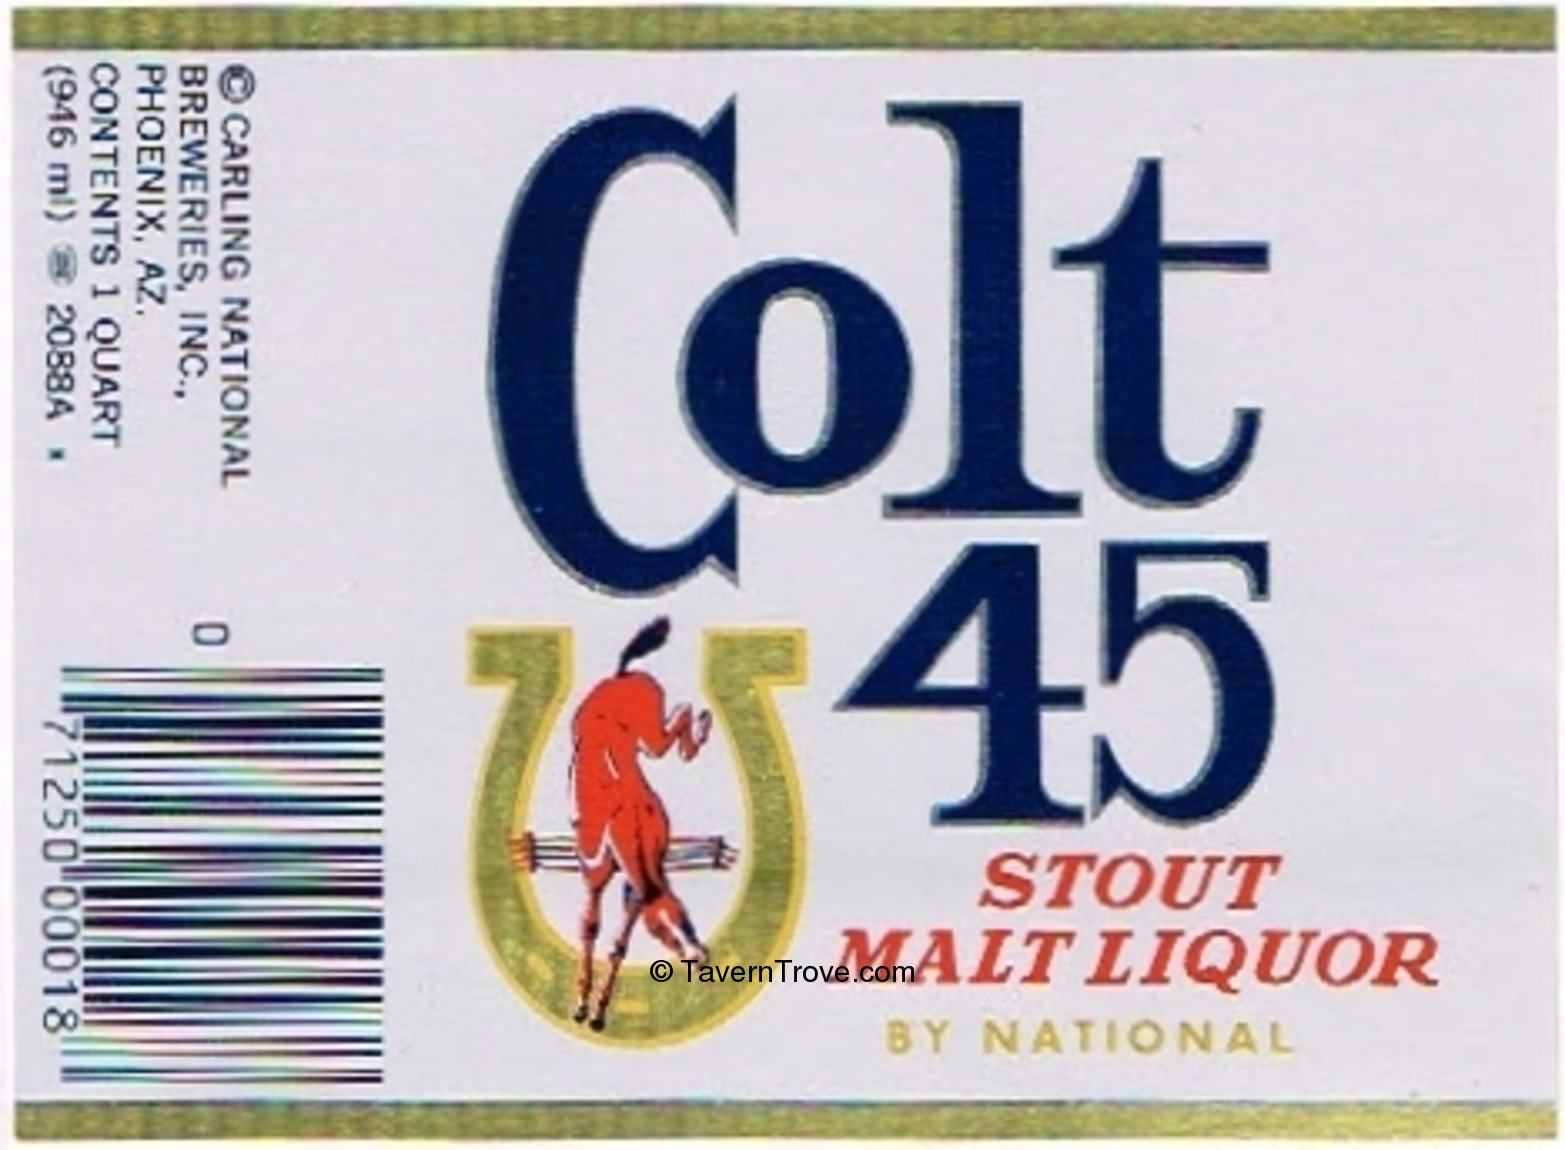 © CARLING NATIONAL
BREWERIES, INC.,
PHOENIX, AZ.
CONTENTS 1 QUART
(946 ml) 2088A
0
71250 00018
Colt
45
STOUT
MALT LIQUOR
BY NATIONAL
© TavernTrove.com